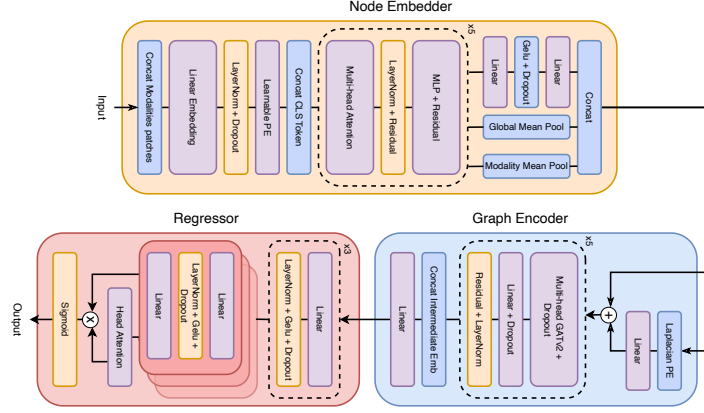 Node Embedder
x5
Input
Concat Modalities patches
Linear Embedding
LayerNorm + Dropout
Learnable PE
Concat CLS Token
Multi-head Attention
LayerNorm + Residual
MLP + Residual
Linear
Gelu + Dropout
Linear
Global Mean Pool
Modality Mean Pool
Concat
Regressor
Graph Encoder
x3
x5
Output
Sigmoid
X
Head Attention
Linear
LayerNorm + Gelu +
Dropout
Linear
LayerNorm + Gelu + Dropout
Linear
Linear
Concat Intermediate Emb
Residual + LayerNorm
Linear + Dropout
Multi-head GATv2 +
Dropout
+
Linear
Laplacian PE